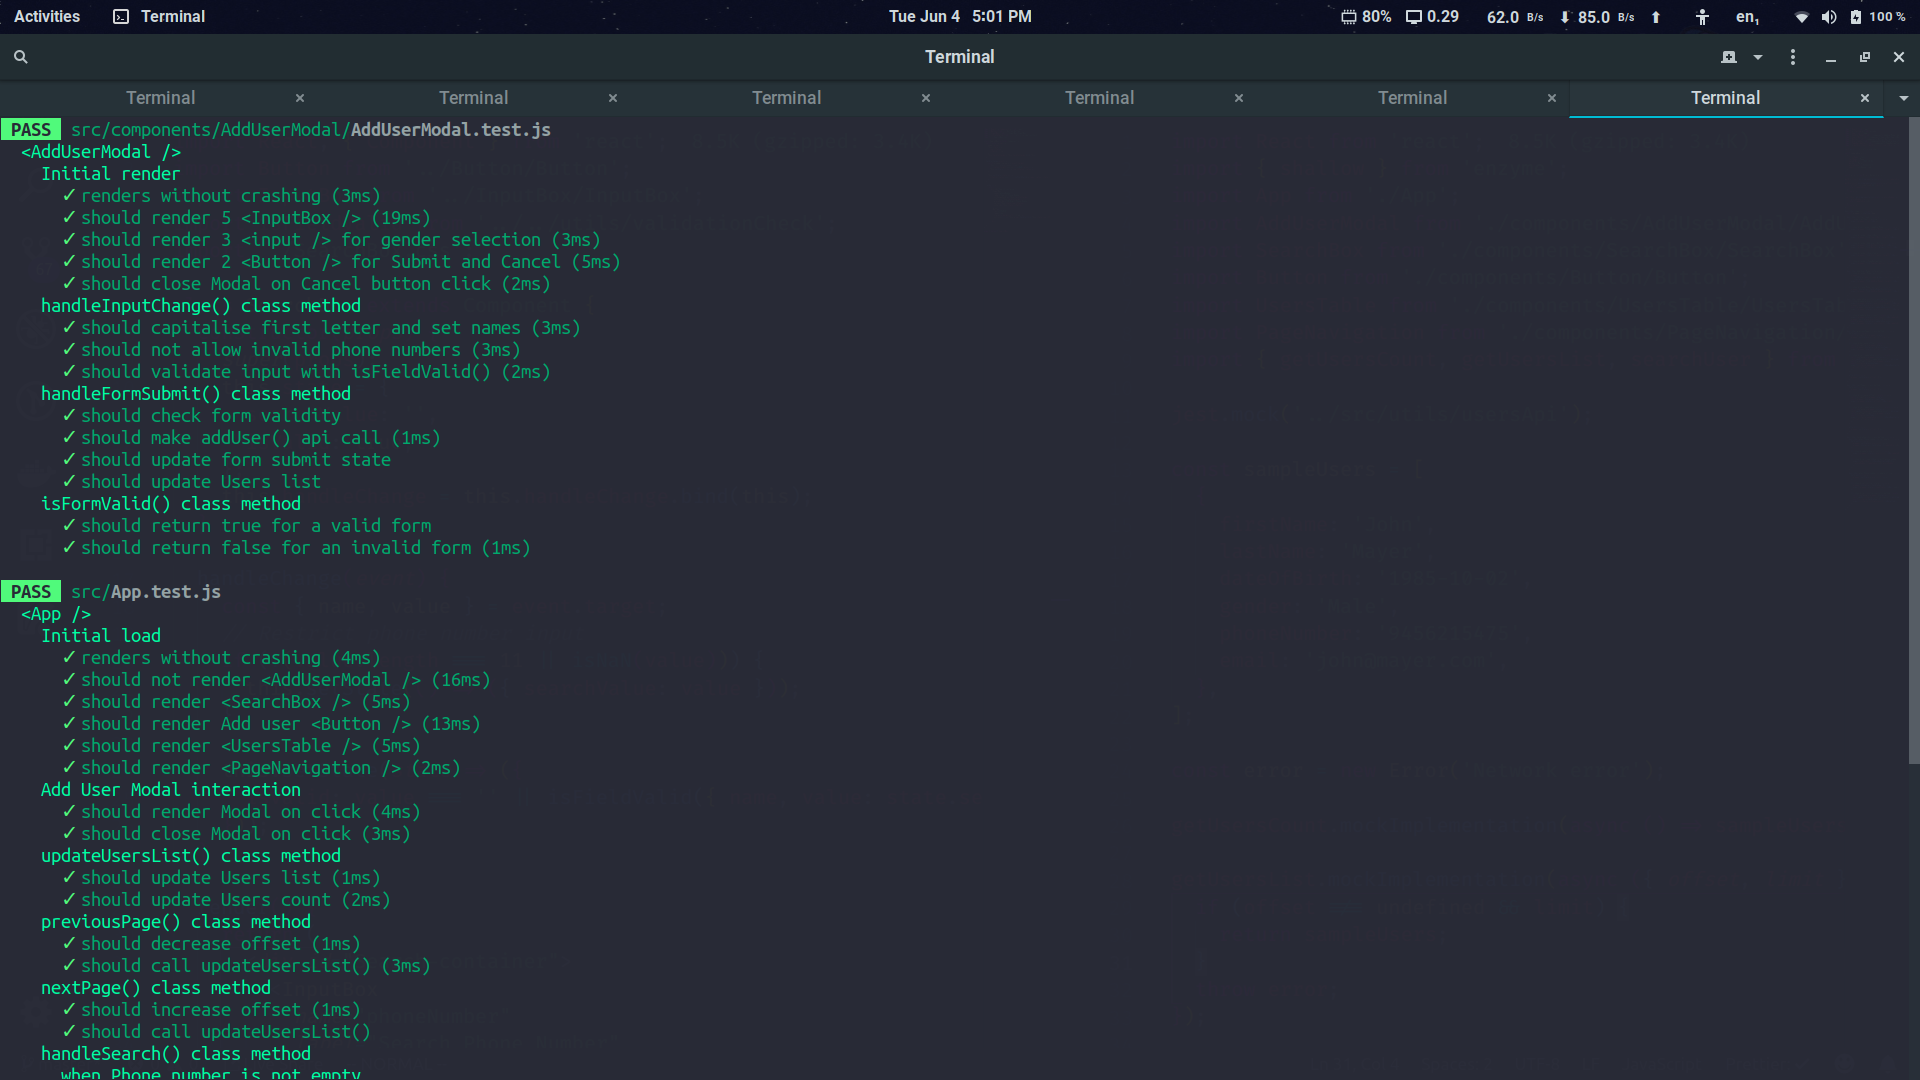 Activities Terminal Tue Jun 4 5:01 PM 80% 0.29 62.0 B/s 85.0 B/s en1 100 %
Terminal
Terminal × Terminal × Terminal × Terminal × Terminal × Terminal ×
PASS src/components/AddUserModal/AddUserModal.test.js
<AddUserModal />
Initial render
✓ renders without crashing (3ms)
✓ should render 5 <InputBox /> (19ms)
✓ should render 3 <input /> for gender selection (3ms)
✓ should render 2 <Button /> for Submit and Cancel (5ms)
✓ should close Modal on Cancel button click (2ms)
handleInputChange() class method
✓ should capitalise first letter and set names (3ms)
✓ should not allow invalid phone numbers (3ms)
✓ should validate input with isFieldValid() (2ms)
handleFormSubmit() class method
✓ should check form validity
✓ should make addUser() api call (1ms)
✓ should update form submit state
✓ should update Users list
isFormValid() class method
✓ should return true for a valid form
✓ should return false for an invalid form (1ms)
PASS src/App.test.js
<App />
Initial load
✓ renders without crashing (4ms)
✓ should not render <AddUserModal /> (16ms)
✓ should render <SearchBox /> (5ms)
✓ should render Add user <Button /> (13ms)
✓ should render <UsersTable /> (5ms)
✓ should render <PageNavigation /> (2ms)
Add User Modal interaction
✓ should render Modal on click (4ms)
✓ should close Modal on click (3ms)
updateUsersList() class method
✓ should update Users list (1ms)
✓ should update Users count (2ms)
previousPage() class method
✓ should decrease offset (1ms)
✓ should call updateUsersList() (3ms)
nextPage() class method
✓ should increase offset (1ms)
✓ should call updateUsersList()
handleSearch() class method
when Phone number is not empty